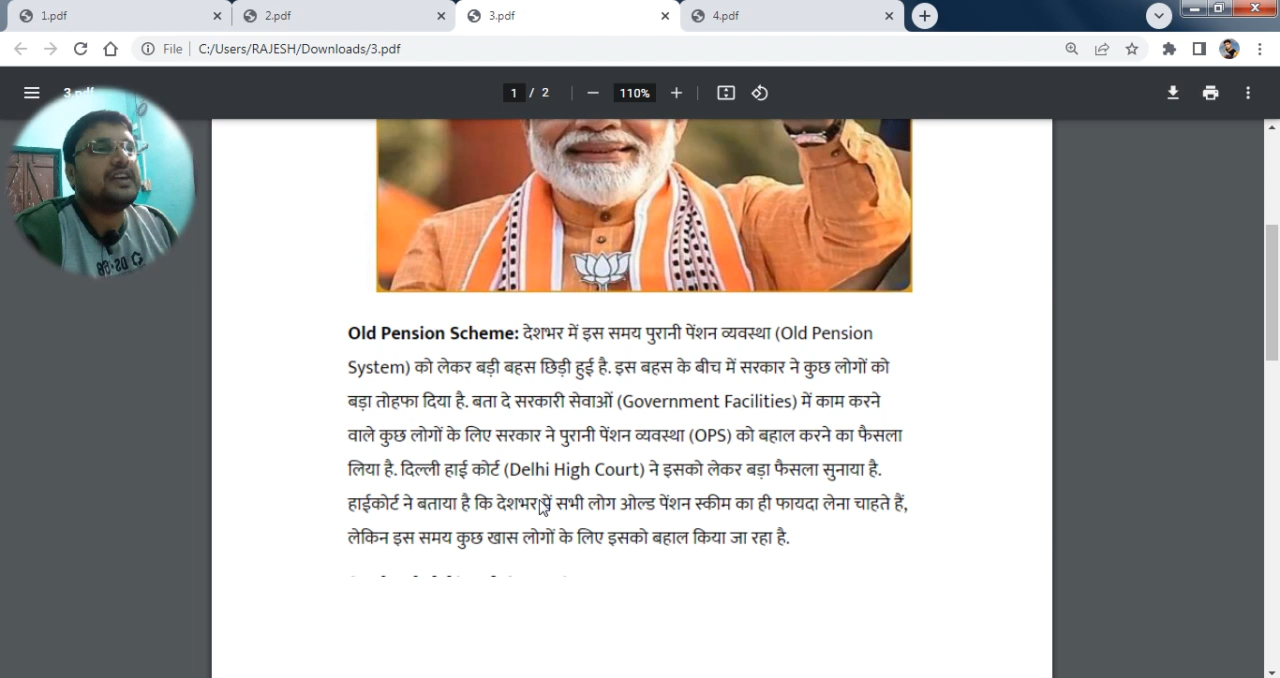 1.pdf
2.pdf
3.pdf
4.pdf
File
C:/Users/RAJESH/Downloads/3.pdf
3.pdf
1 / 2
110%
Old Pension Scheme: देशभर में इस समय पुरानी पेंशन व्यवस्था (Old Pension
System) को लेकर बड़ी बहस छिड़ी हुई है. इस बहस के बीच में सरकार ने कुछ लोगों को
बड़ा तोहफा दिया है. बता दे सरकारी सेवाओं (Government Facilities) में काम करने
वाले कुछ लोगों के लिए सरकार ने पुरानी पेंशन व्यवस्था (OPS) को बहाल करने का फैसला
लिया है. दिल्ली हाई कोर्ट (Delhi High Court) ने इसको लेकर बड़ा फैसला सुनाया है.
हाईकोर्ट ने बताया है कि देशभर में सभी लोग ओल्ड पेंशन स्कीम का ही फायदा लेना चाहते हैं,
लेकिन इस समय कुछ खास लोगों के लिए इसको बहाल किया जा रहा है.